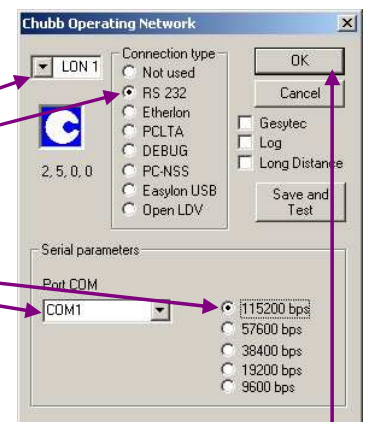 Chubb Operating Network
LON 1
2, 5, 0, 0
Connection type
Not used
RS 232
Etherlon
PCLTA
DEBUG
PC-NSS
Easylon USB
Open LDV
OK
Cancel
Gesytec
Log
Long Distance
Save and
Test
Serial parameters
Port COM
COM1
115200 bps
57600 bps
38400 bps
19200 bps
9600 bps